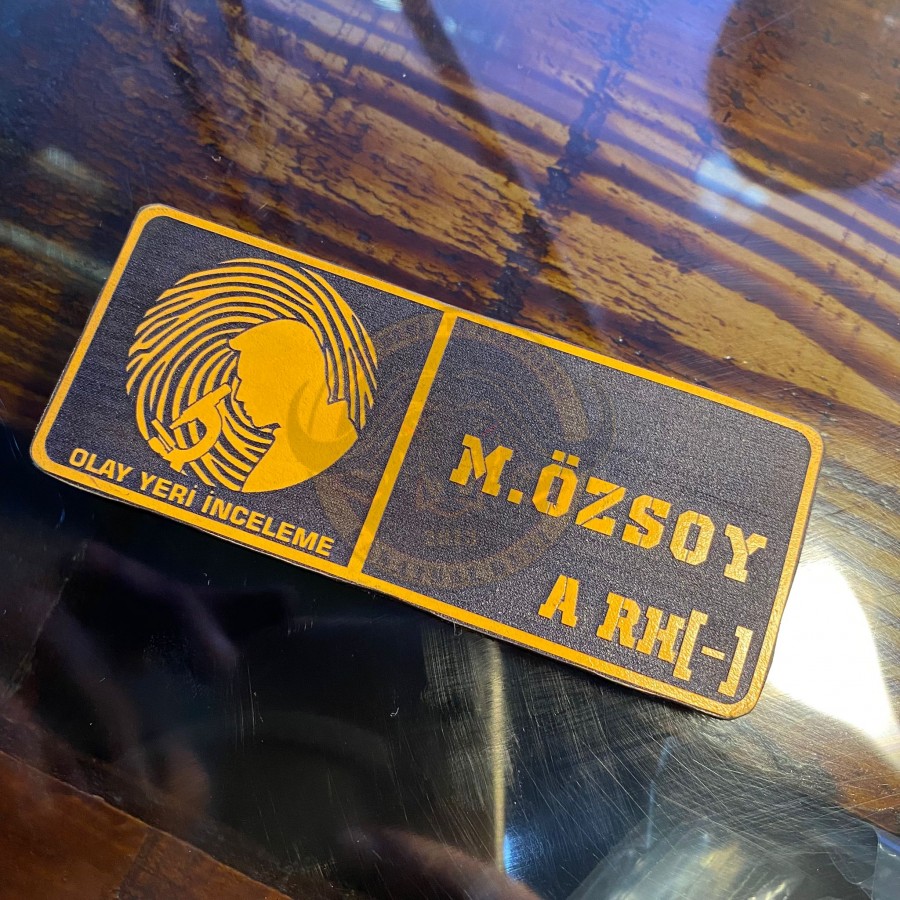 OLAY YERİ İNCELEME
M.ÖZSOY
A RH[-]